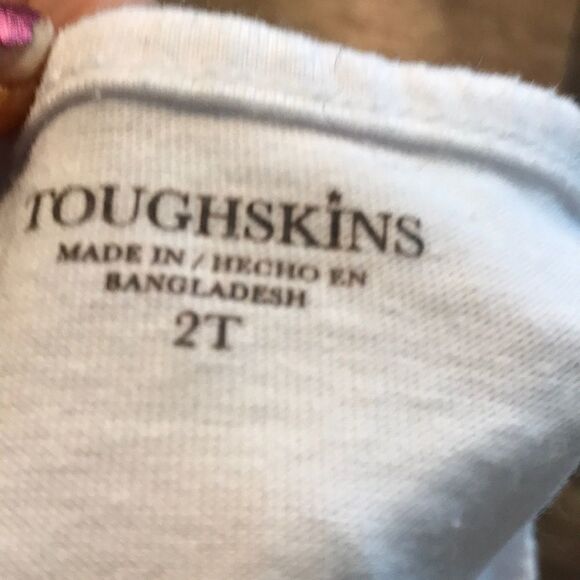 TOUGHSKINS
MADE IN / HECHO EN
BANGLADESH
2T